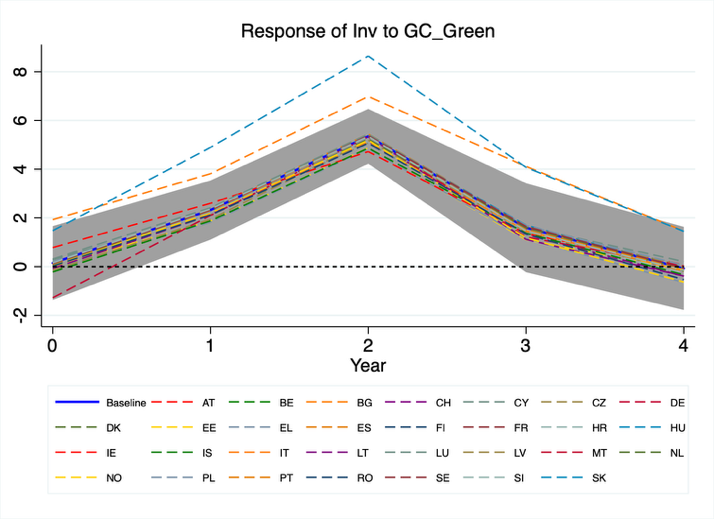 Response of Inv to GC_Green
8
6
4
2
0
-2
0 1 2 3 4
Year
Baseline AT BE BG CH CY CZ DE
DK EE EL ES FI FR HR HU
IE IS IT LT LU LV MT NL
NO PL PT RO SE SI SK